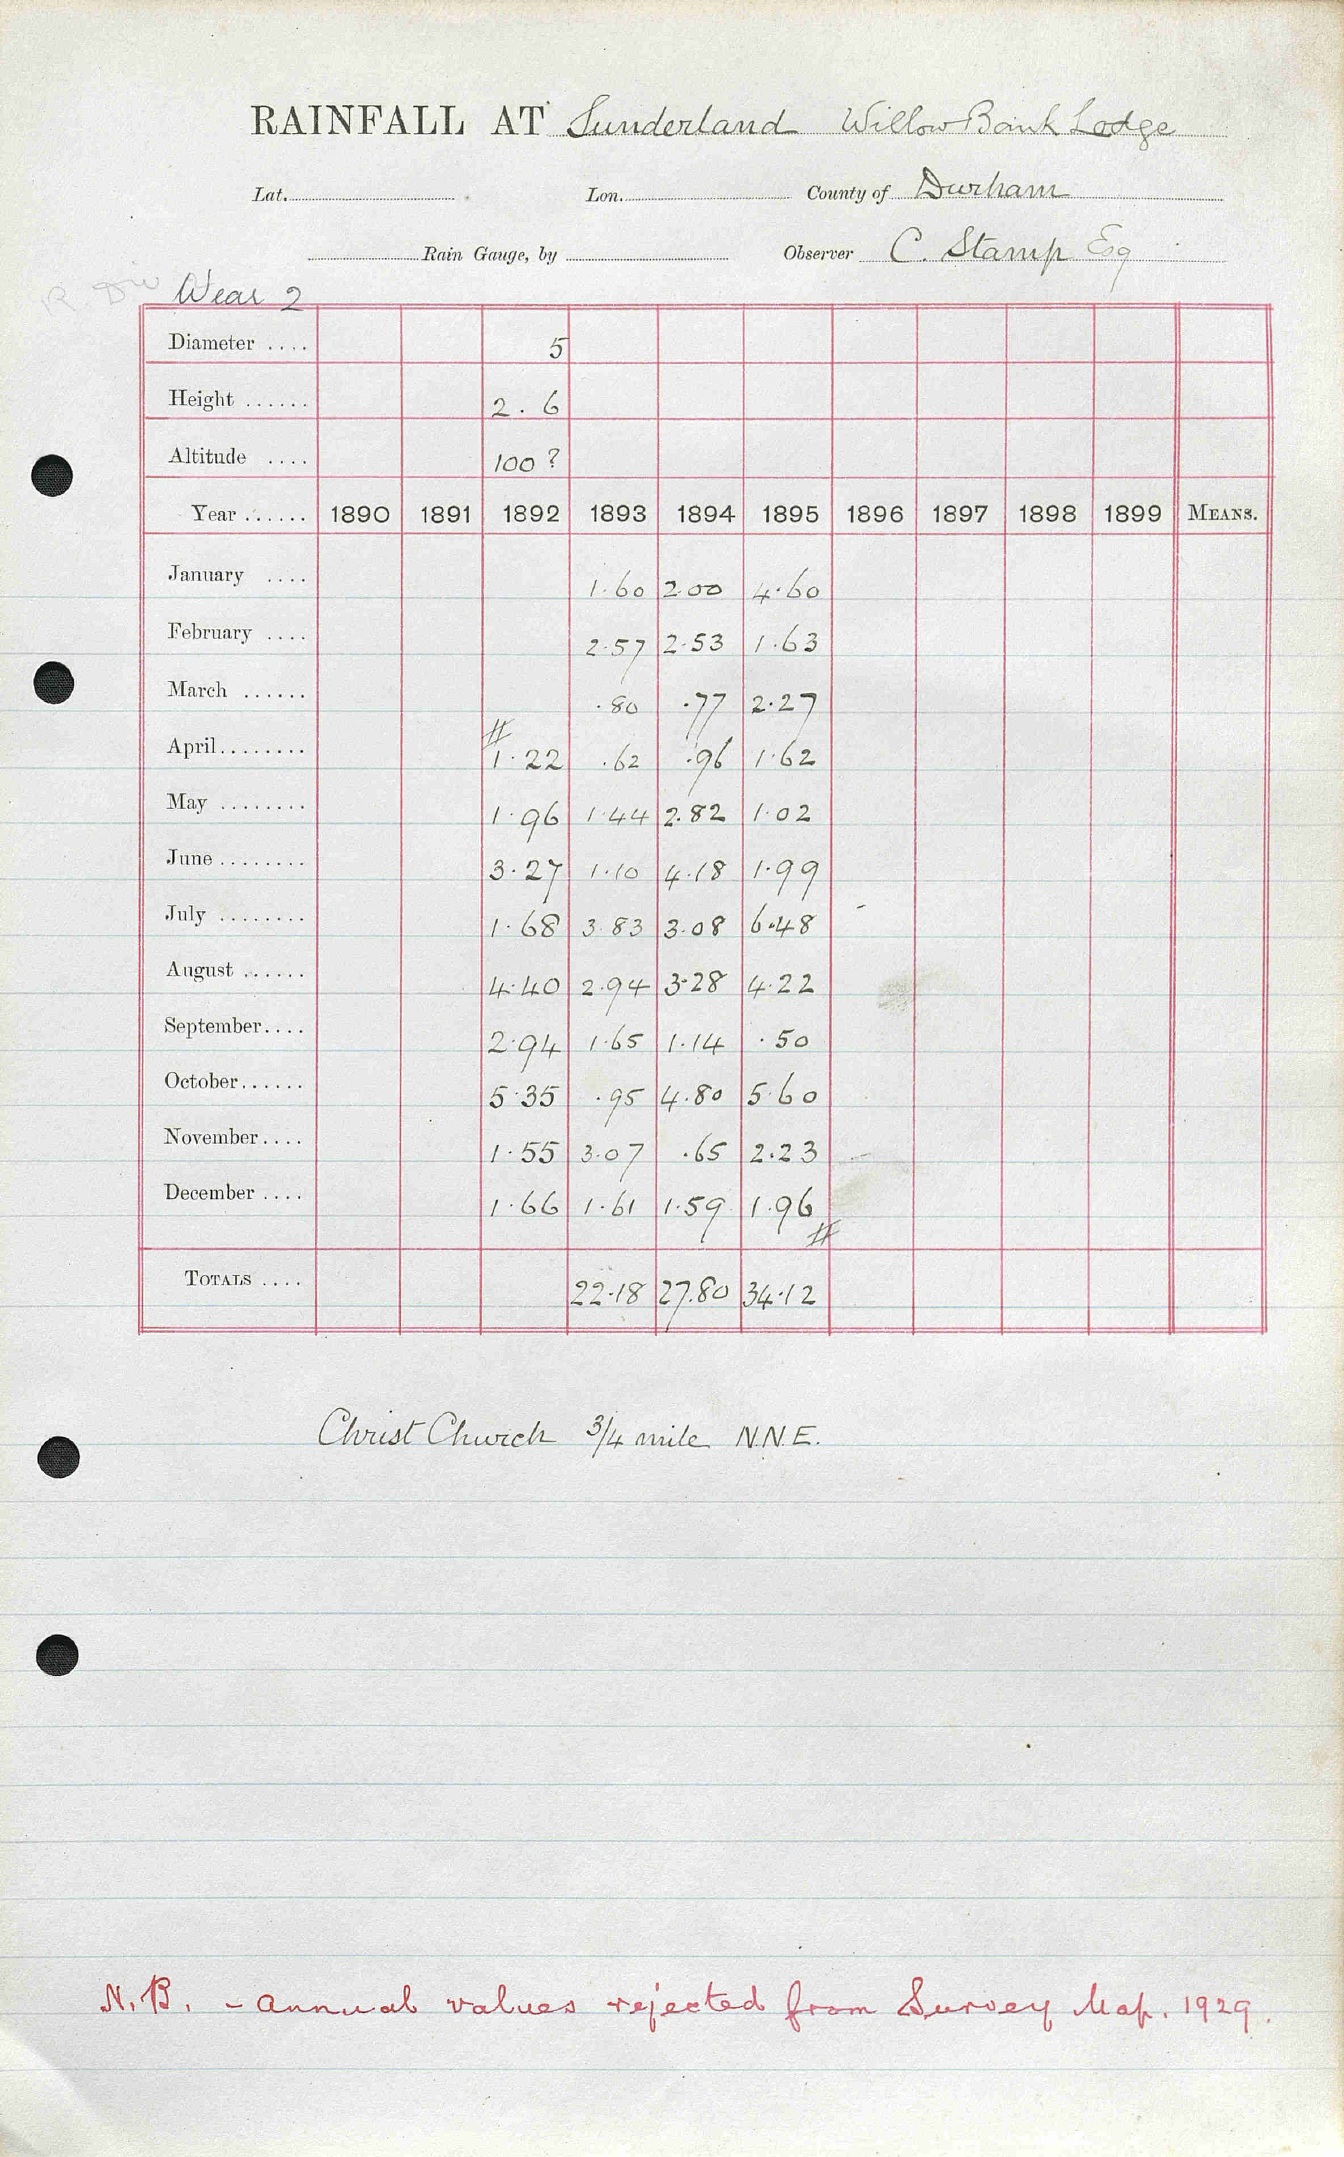 RAINFALL AT Sunderland Willow Bank Lodge
Lat. Lon. County of Durham
Rain Gauge, by Observer C. Stamp Esq
Wear 2
Diameter .... 5
Height ...... 2. 6
Altitude .... 100 ?
Year ...... 1890 1891 1892 1893 1894 1895 1896 1897 1898 1899 MEANS.
January .... 1.60 2.00 4.60
February .... 2.57 2.53 1.63
March ...... .80 .77 2.27
April ........ # 1.22 .62 .96 1.62
May ........ 1.96 1.44 2.82 1.02
June ........ 3.27 1.10 4.18 1.99
July ........ 1.68 3.83 3.08 6.48
August ...... 4.40 2.94 3.28 4.22
September .... 2.94 1.65 1.14 .50
October ...... 5.35 .95 4.80 5.60
November .... 1.55 3.07 .65 2.23
December .... 1.66 1.61 1.59 1.96 #
TOTALS .... 22.18 27.80 34.12
Christ Church 3/4 mile N.N.E.
N.B. - annual values rejected from Survey Map. 1929.